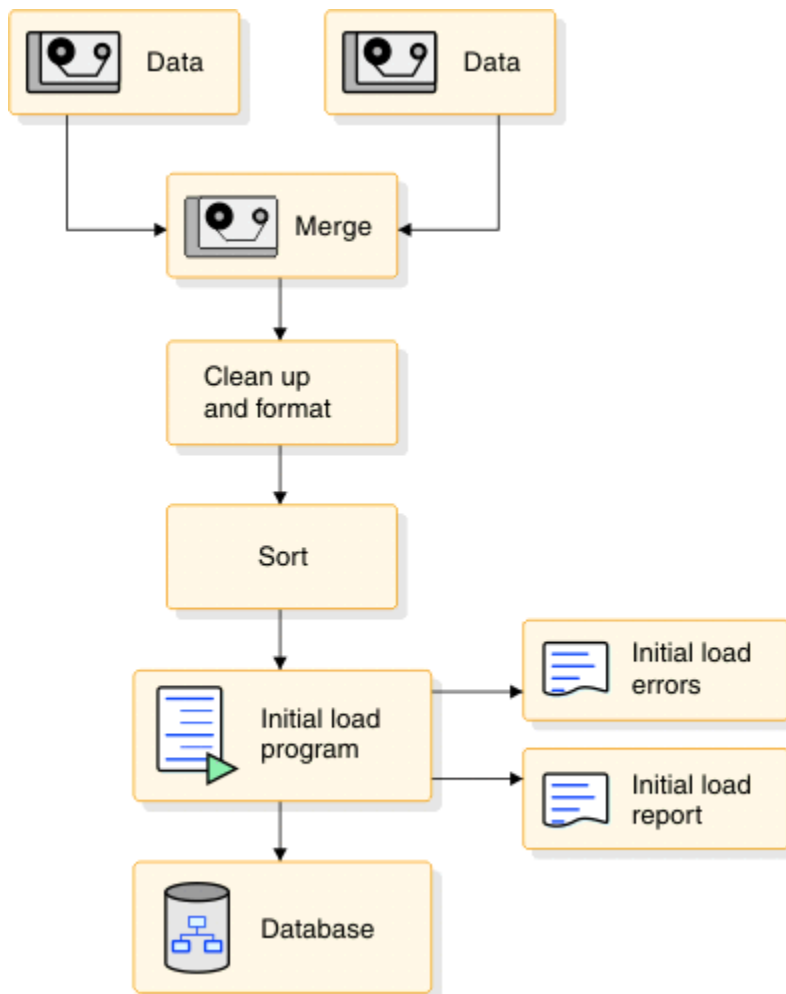 Data
Data
Merge
Clean up
and format
Sort
Initial load
program
Initial load
errors
Initial load
report
Database